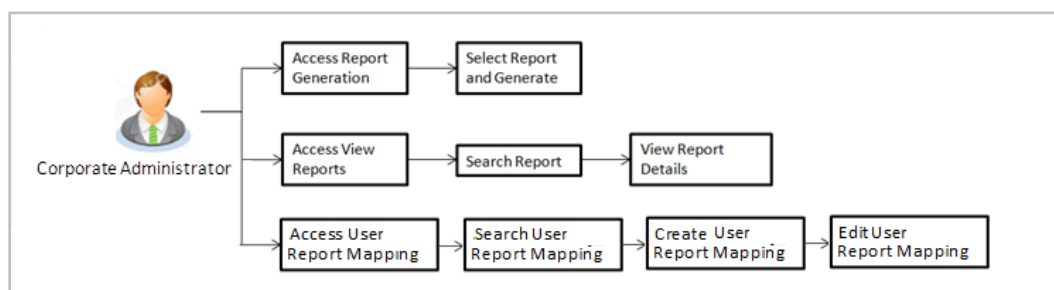 Access Report
Generation
Select Report
and Generate
Corporate Administrator
Access View
Reports
Search Report
View Report
Details
Access User
Report Mapping
Search User
Report Mapping
Create User
Report Mapping
Edit User
Report Mapping